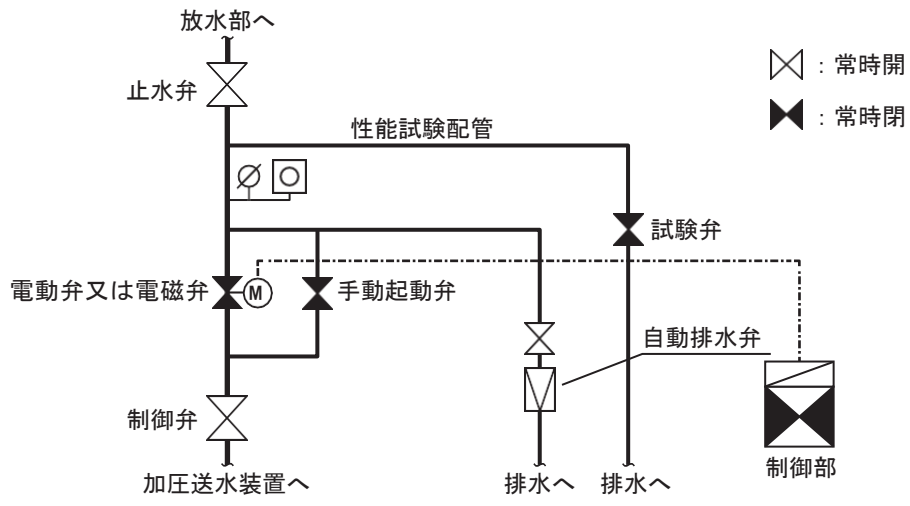 放水部へ
止水弁
：常時開
：常時閉
性能試験配管
試験弁
電動弁又は電磁弁
M
手動起動弁
自動排水弁
制御弁
制御部
加圧送水装置へ
排水へ
排水へ